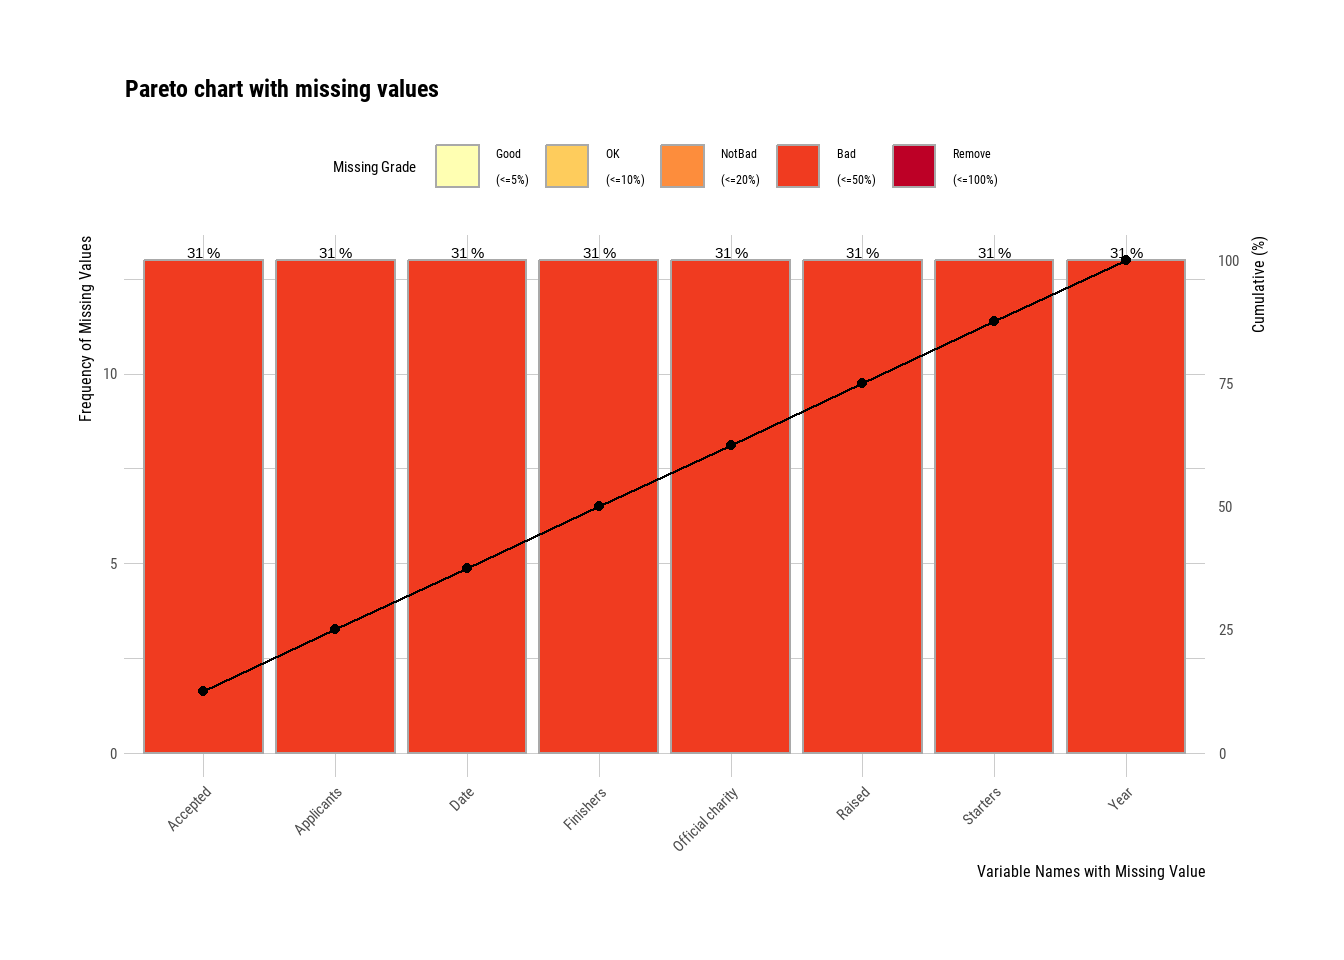 Pareto chart with missing values
Missing Grade
Good
(<=5%)
OK
(<=10%)
NotBad
(<=20%)
Bad
(<=50%)
Remove
(<=100%)
Frequency of Missing Values
Cumulative (%)
31 %
31 %
31 %
31 %
31 %
31 %
31 %
31 %
10
5
0
100
75
50
25
0
Accepted
Applicants
Date
Finishers
Official charity
Raised
Starters
Year
Variable Names with Missing Value